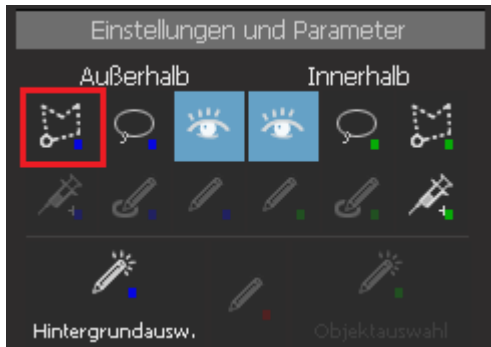 Einstellungen und Parameter
Außerhalb Innerhalb
Hintergrundausw. Objektauswahl